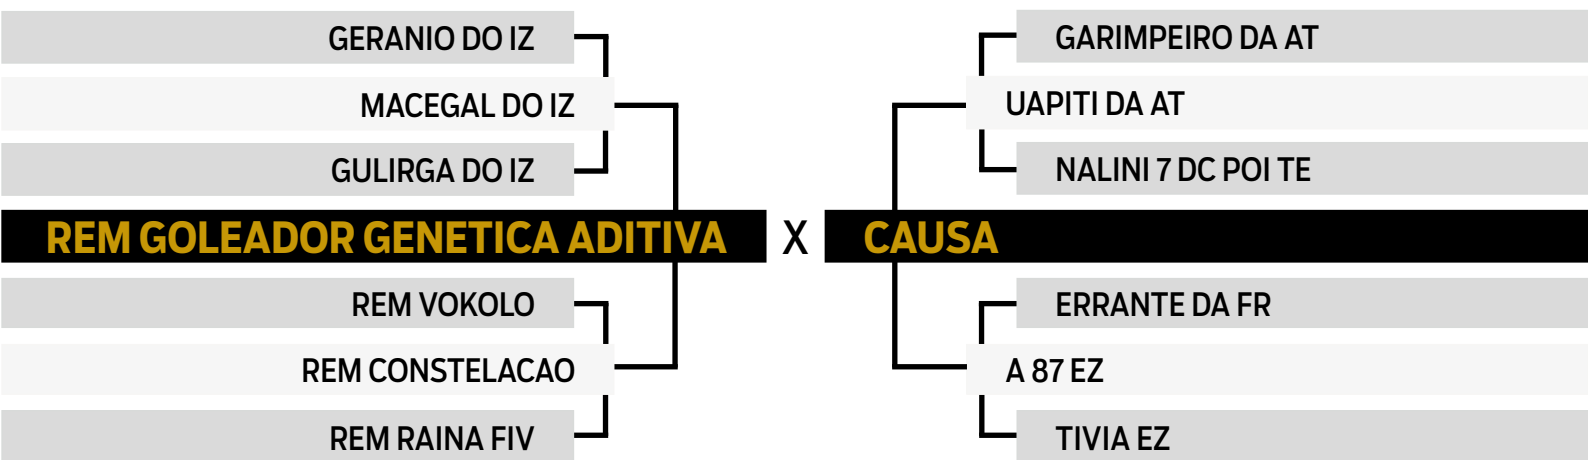 GERANIO DO IZ
MACEGAL DO IZ
GULIRGA DO IZ
REM GOLEADOR GENETICA ADITIVA X CAUSA
REM VOKOLO
REM CONSTELACAO
REM RAINA FIV
GARIMPEIRO DA AT
UAPITI DA AT
NALINI 7 DC POI TE
ERRANTE DA FR
A 87 EZ
TIVIA EZ